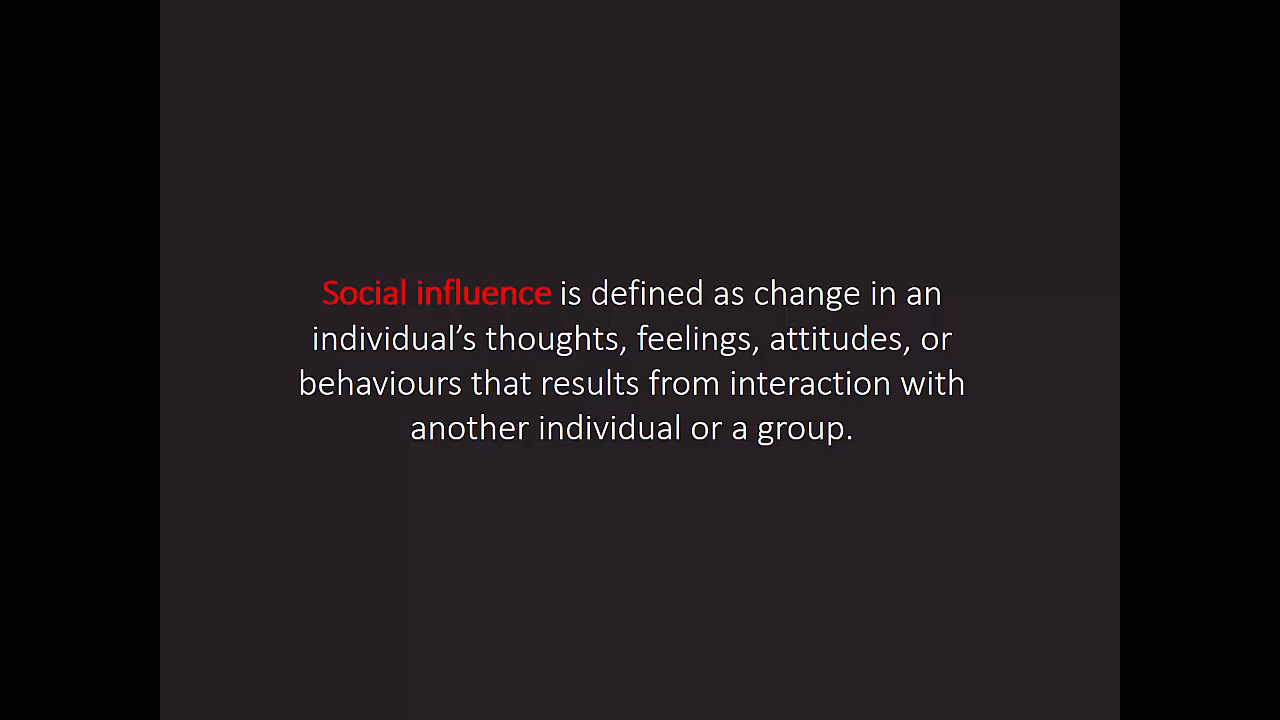 Social influence is defined as change in an
individual’s thoughts, feelings, attitudes, or
behaviours that results from interaction with
another individual or a group.